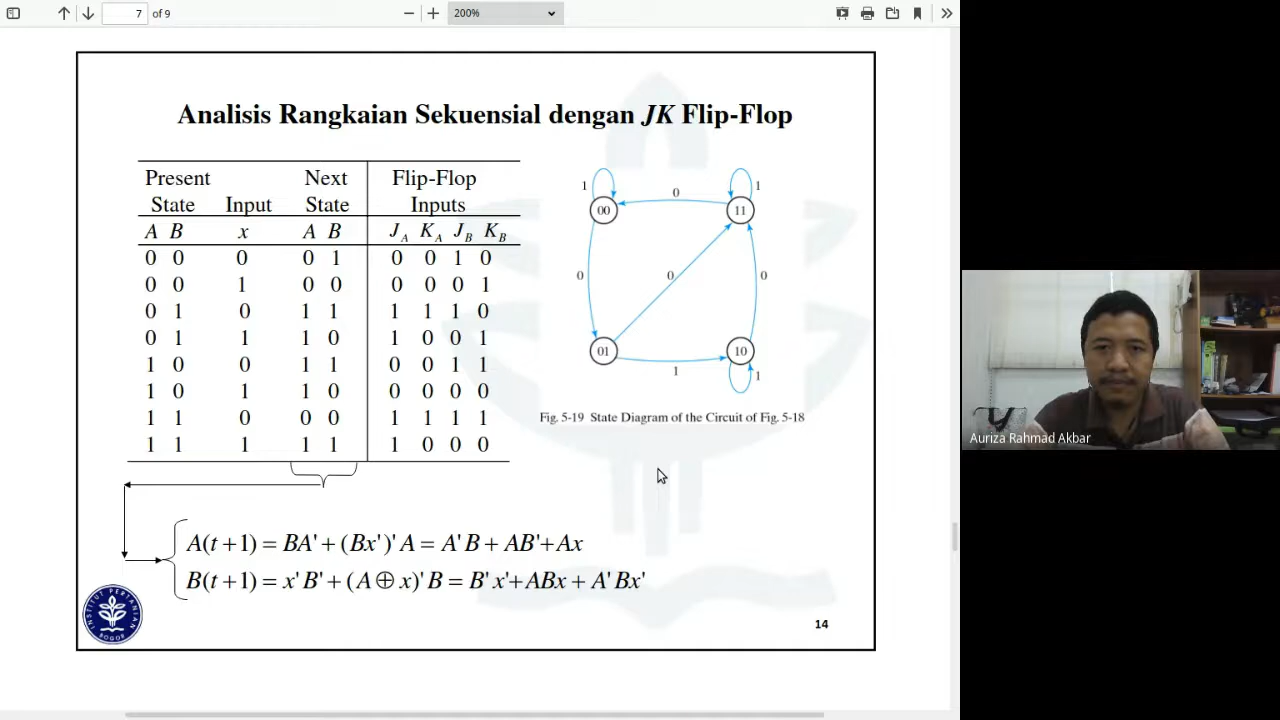 7 of 9
200%
Analisis Rangkaian Sekuensial dengan JK Flip-Flop
Present Next Flip-Flop
State Input State Inputs
A B x A B J_A K_A J_B K_B
0 0 0 0 1 0 0 1 0
0 0 1 0 0 0 0 0 1
0 1 0 1 1 1 1 1 0
0 1 1 1 0 1 0 0 1
1 0 0 1 1 0 0 1 1
1 0 1 1 0 0 0 0 0
1 1 0 0 0 1 1 1 1
1 1 1 1 1 1 0 0 0
1 0 1
00 11
0 0 0
01 10
1 1
Fig. 5-19 State Diagram of the Circuit of Fig. 5-18
A(t+1) = BA' + (Bx')' A = A'B + AB'+ Ax
B(t+1) = x'B' + (A ⊕ x)' B = B'x'+ ABx + A'Bx'
INSTITUT PERTANIAN
BOGOR
14
Auriza Rahmad Akbar